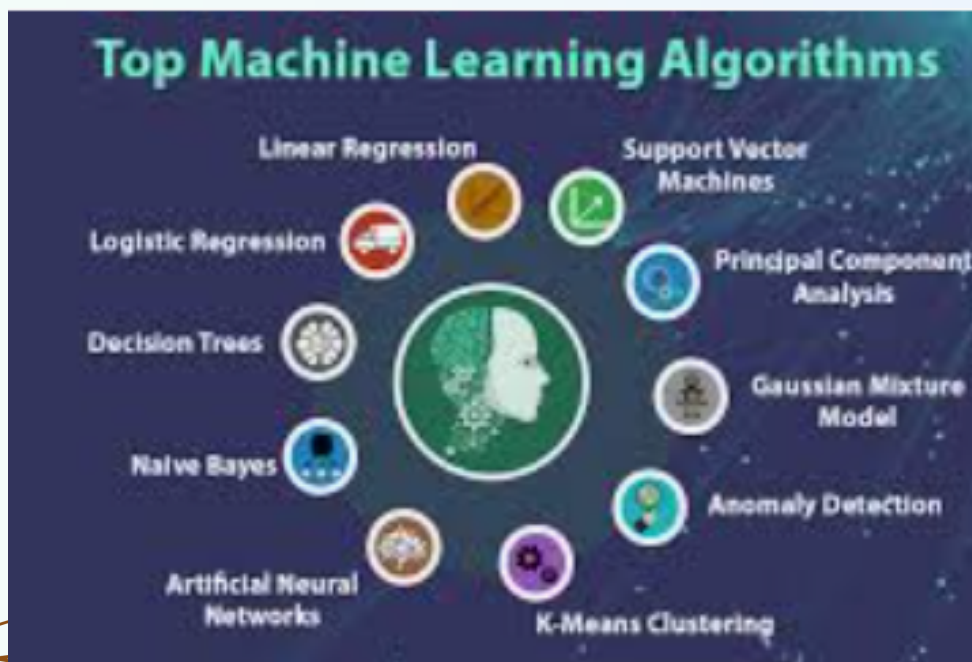 Top Machine Learning Algorithms
Linear Regression
Support Vector
Machines
Logistic Regression
Principal Component
Analysis
Decision Trees
Gaussian Mixture
Model
Naive Bayes
Anomaly Detection
Artificial Neural
Networks
K-Means Clustering